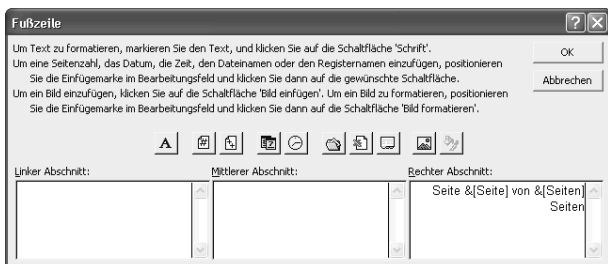 Fußzeile
Um Text zu formatieren, markieren Sie den Text, und klicken Sie auf die Schaltfläche 'Schrift'.
Um eine Seitenzahl, das Datum, die Zeit, den Dateinamen oder den Registernamen einzufügen, positionieren
Sie die Einfügemarke im Bearbeitungsfeld und klicken Sie dann auf die gewünschte Schaltfläche.
Um ein Bild einzufügen, klicken Sie auf die Schaltfläche 'Bild einfügen'. Um ein Bild zu formatieren, positionieren
Sie die Einfügemarke im Bearbeitungsfeld und klicken Sie dann auf die Schaltfläche 'Bild formatieren'.
OK
Abbrechen
A
Linker Abschnitt:
Mittlerer Abschnitt:
Rechter Abschnitt:
Seite &[Seite] von &[Seiten]
Seiten